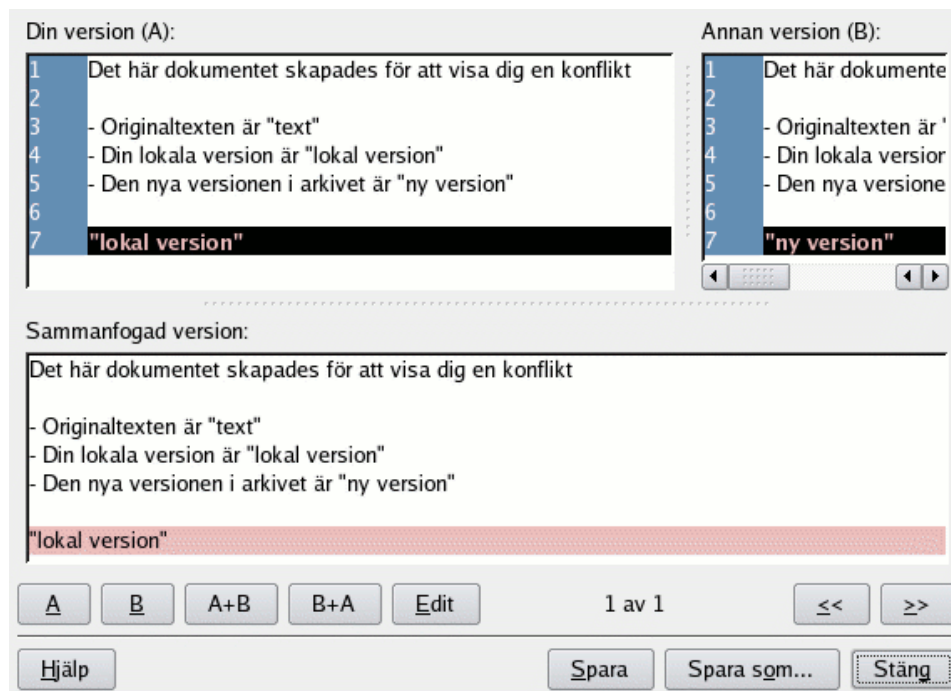 Din version (A):
1 Det här dokumentet skapades för att visa dig en konflikt
2
3 - Originaltexten är "text"
4 - Din lokala version är "lokal version"
5 - Den nya versionen i arkivet är "ny version"
6
7 "lokal version"
Annan version (B):
1 Det här dokumente
2
3 - Originaltexten är "
4 - Din lokala version
5 - Den nya versione
6
7 "ny version"
Sammanfogad version:
Det här dokumentet skapades för att visa dig en konflikt
- Originaltexten är "text"
- Din lokala version är "lokal version"
- Den nya versionen i arkivet är "ny version"
"lokal version"
A B A+B B+A Edit 1 av 1 << >>
Hjälp Spara Spara som... Stäng